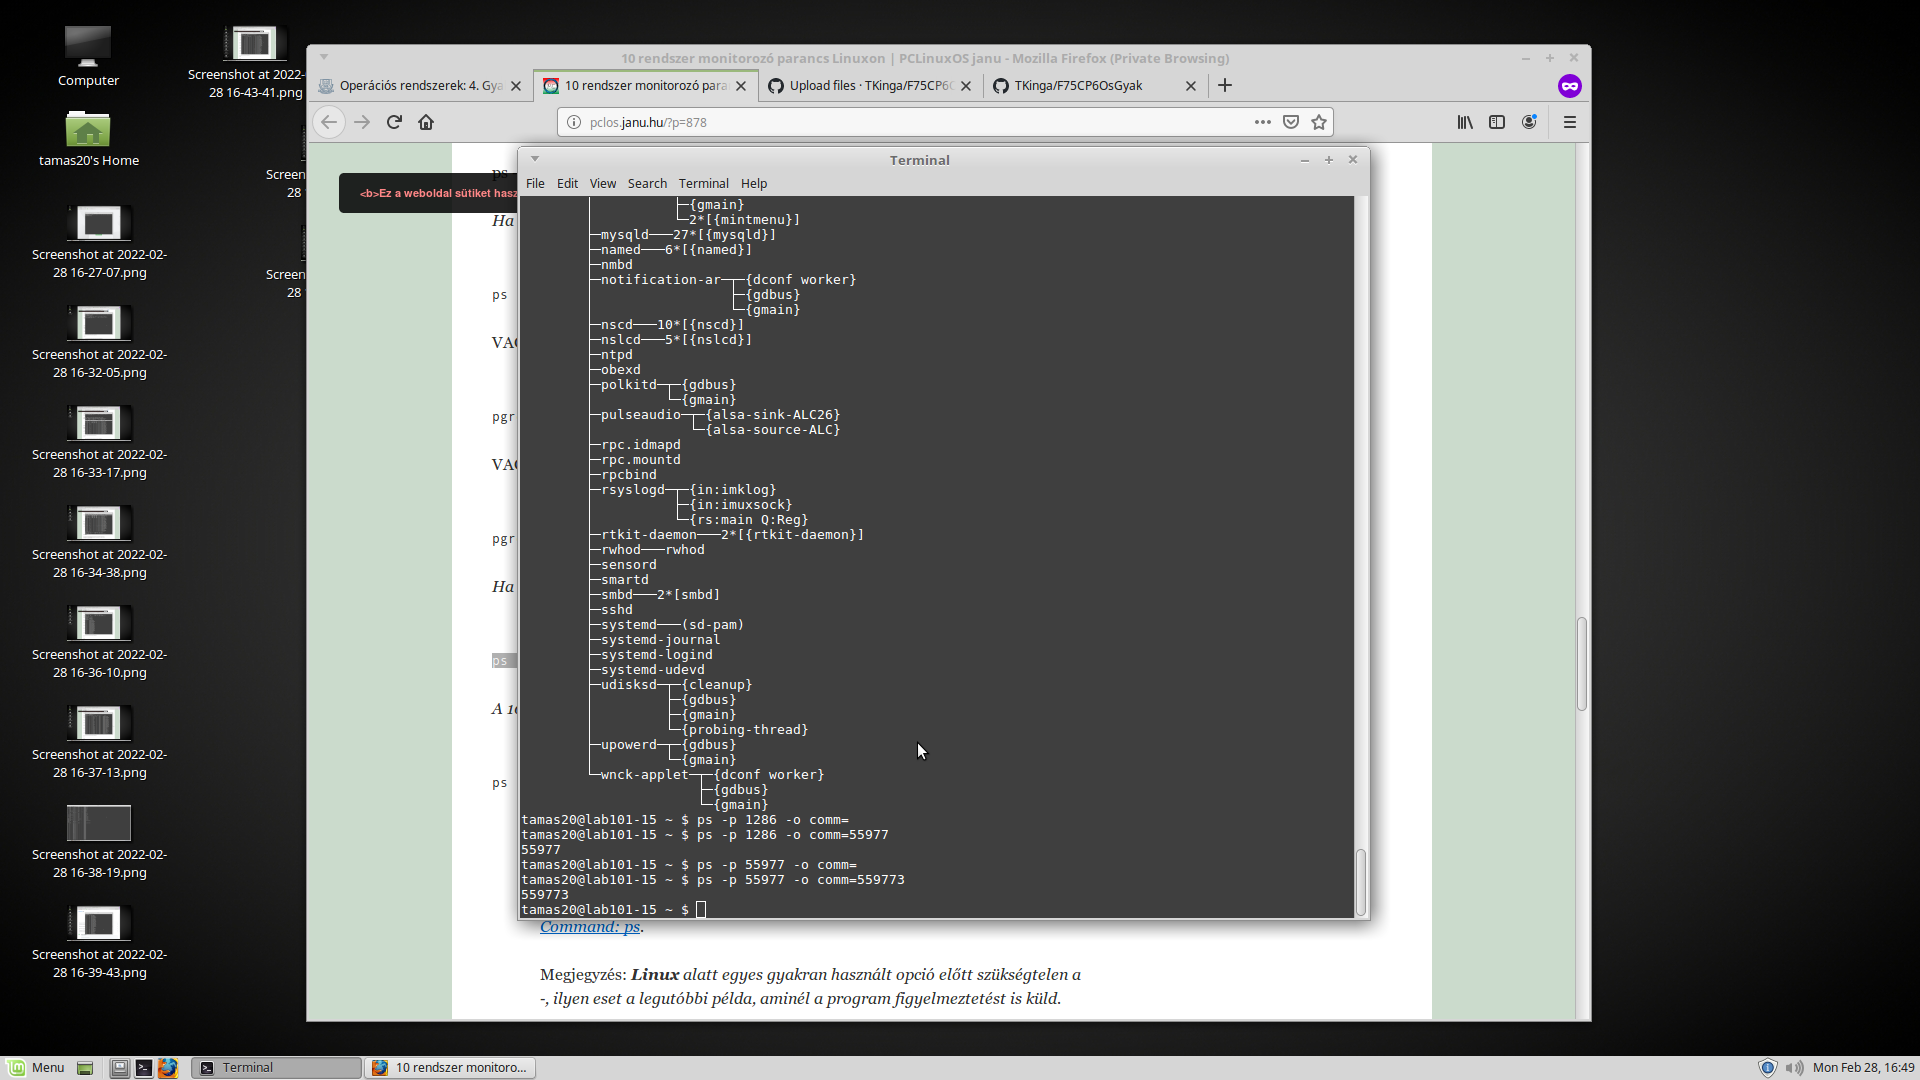 Computer
tamas20's Home
Screenshot at 2022-02-
28 16-27-07.png
Screenshot at 2022-02-
28 16-32-05.png
Screenshot at 2022-02-
28 16-33-17.png
Screenshot at 2022-02-
28 16-34-38.png
Screenshot at 2022-02-
28 16-36-10.png
Screenshot at 2022-02-
28 16-37-13.png
Screenshot at 2022-02-
28 16-38-19.png
Screenshot at 2022-02-
28 16-39-43.png
Screenshot at 2022-
28 16-43-41.png
Screen
28
Screen
28
10 rendszer monitorozó parancs Linuxon | PCLinuxOS janu - Mozilla Firefox (Private Browsing)
Operációs rendszerek: 4. Gya
10 rendszer monitorozó para
Upload files · TKinga/F75CP6O
TKinga/F75CP6OsGyak
pclos.janu.hu/?p=878
ps
<b>Ez a weboldal sütiket hasz
Ha
ps
VAG
pgr
VAG
pgr
Ha
ps
A 1
ps
Terminal
File Edit View Search Terminal Help
├─{gmain}
└─2*[{mintmenu}]
├─mysqld───27*[{mysqld}]
├─named───6*[{named}]
├─nmbd
├─notification-ar─┬─{dconf worker}
├─{gdbus}
└─{gmain}
├─nscd───10*[{nscd}]
├─nslcd───5*[{nslcd}]
├─ntpd
├─obexd
├─polkitd─┬─{gdbus}
└─{gmain}
├─pulseaudio─┬─{alsa-sink-ALC26}
└─{alsa-source-ALC}
├─rpc.idmapd
├─rpc.mountd
├─rpcbind
├─rsyslogd─┬─{in:imklog}
├─{in:imuxsock}
└─{rs:main Q:Reg}
├─rtkit-daemon───2*[{rtkit-daemon}]
├─rwhod───rwhod
├─sensord
├─smartd
├─smbd───2*[smbd]
├─sshd
├─systemd───(sd-pam)
├─systemd-journal
├─systemd-logind
├─systemd-udevd
├─udisksd─┬─{cleanup}
├─{gdbus}
├─{gmain}
└─{probing-thread}
├─upowerd─┬─{gdbus}
└─{gmain}
└─wnck-applet─┬─{dconf worker}
├─{gdbus}
└─{gmain}
tamas20@lab101-15 ~ $ ps -p 1286 -o comm=
tamas20@lab101-15 ~ $ ps -p 1286 -o comm=55977
55977
tamas20@lab101-15 ~ $ ps -p 55977 -o comm=
tamas20@lab101-15 ~ $ ps -p 55977 -o comm=559773
559773
tamas20@lab101-15 ~ $
Command: ps.
Megjegyzés: Linux alatt egyes gyakran használt opció előtt szükségtelen a
-, ilyen eset a legutóbbi példa, aminél a program figyelmeztetést is küld.
Menu
Terminal
10 rendszer monitoro...
Mon Feb 28, 16:49